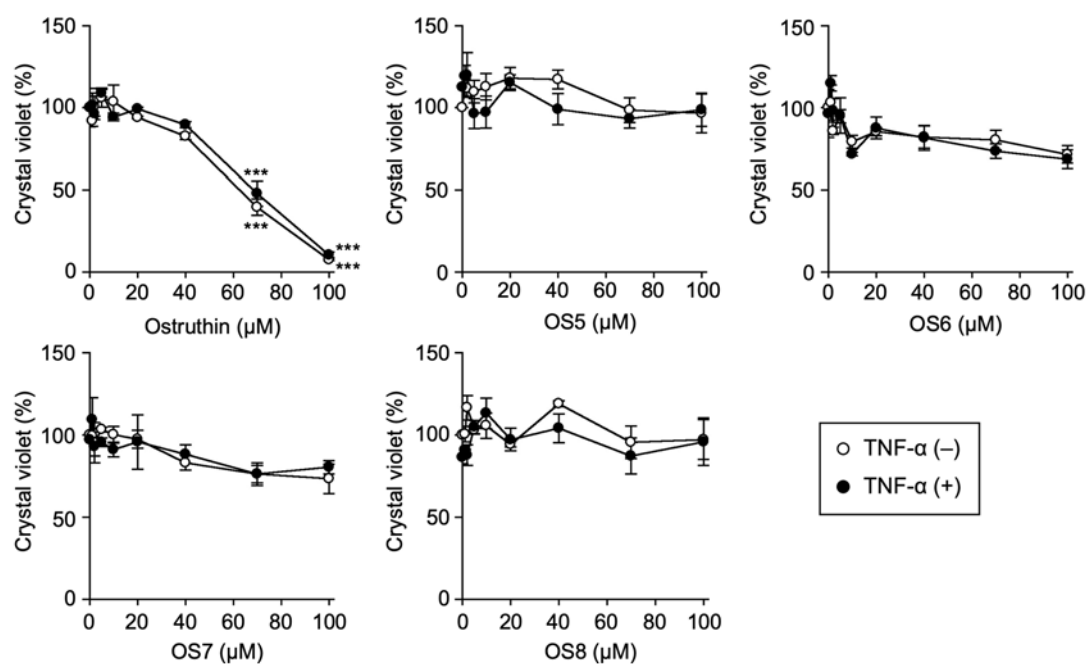 150
100
50
0
Crystal violet (%)
***
***
***
***
0 20 40 60 80 100
Ostruthin (µM)
150
100
50
0
Crystal violet (%)
0 20 40 60 80 100
OS5 (µM)
150
100
50
0
Crystal violet (%)
0 20 40 60 80 100
OS6 (µM)
150
100
50
0
Crystal violet (%)
0 20 40 60 80 100
OS7 (µM)
150
100
50
0
Crystal violet (%)
0 20 40 60 80 100
OS8 (µM)
TNF-α (–)
TNF-α (+)